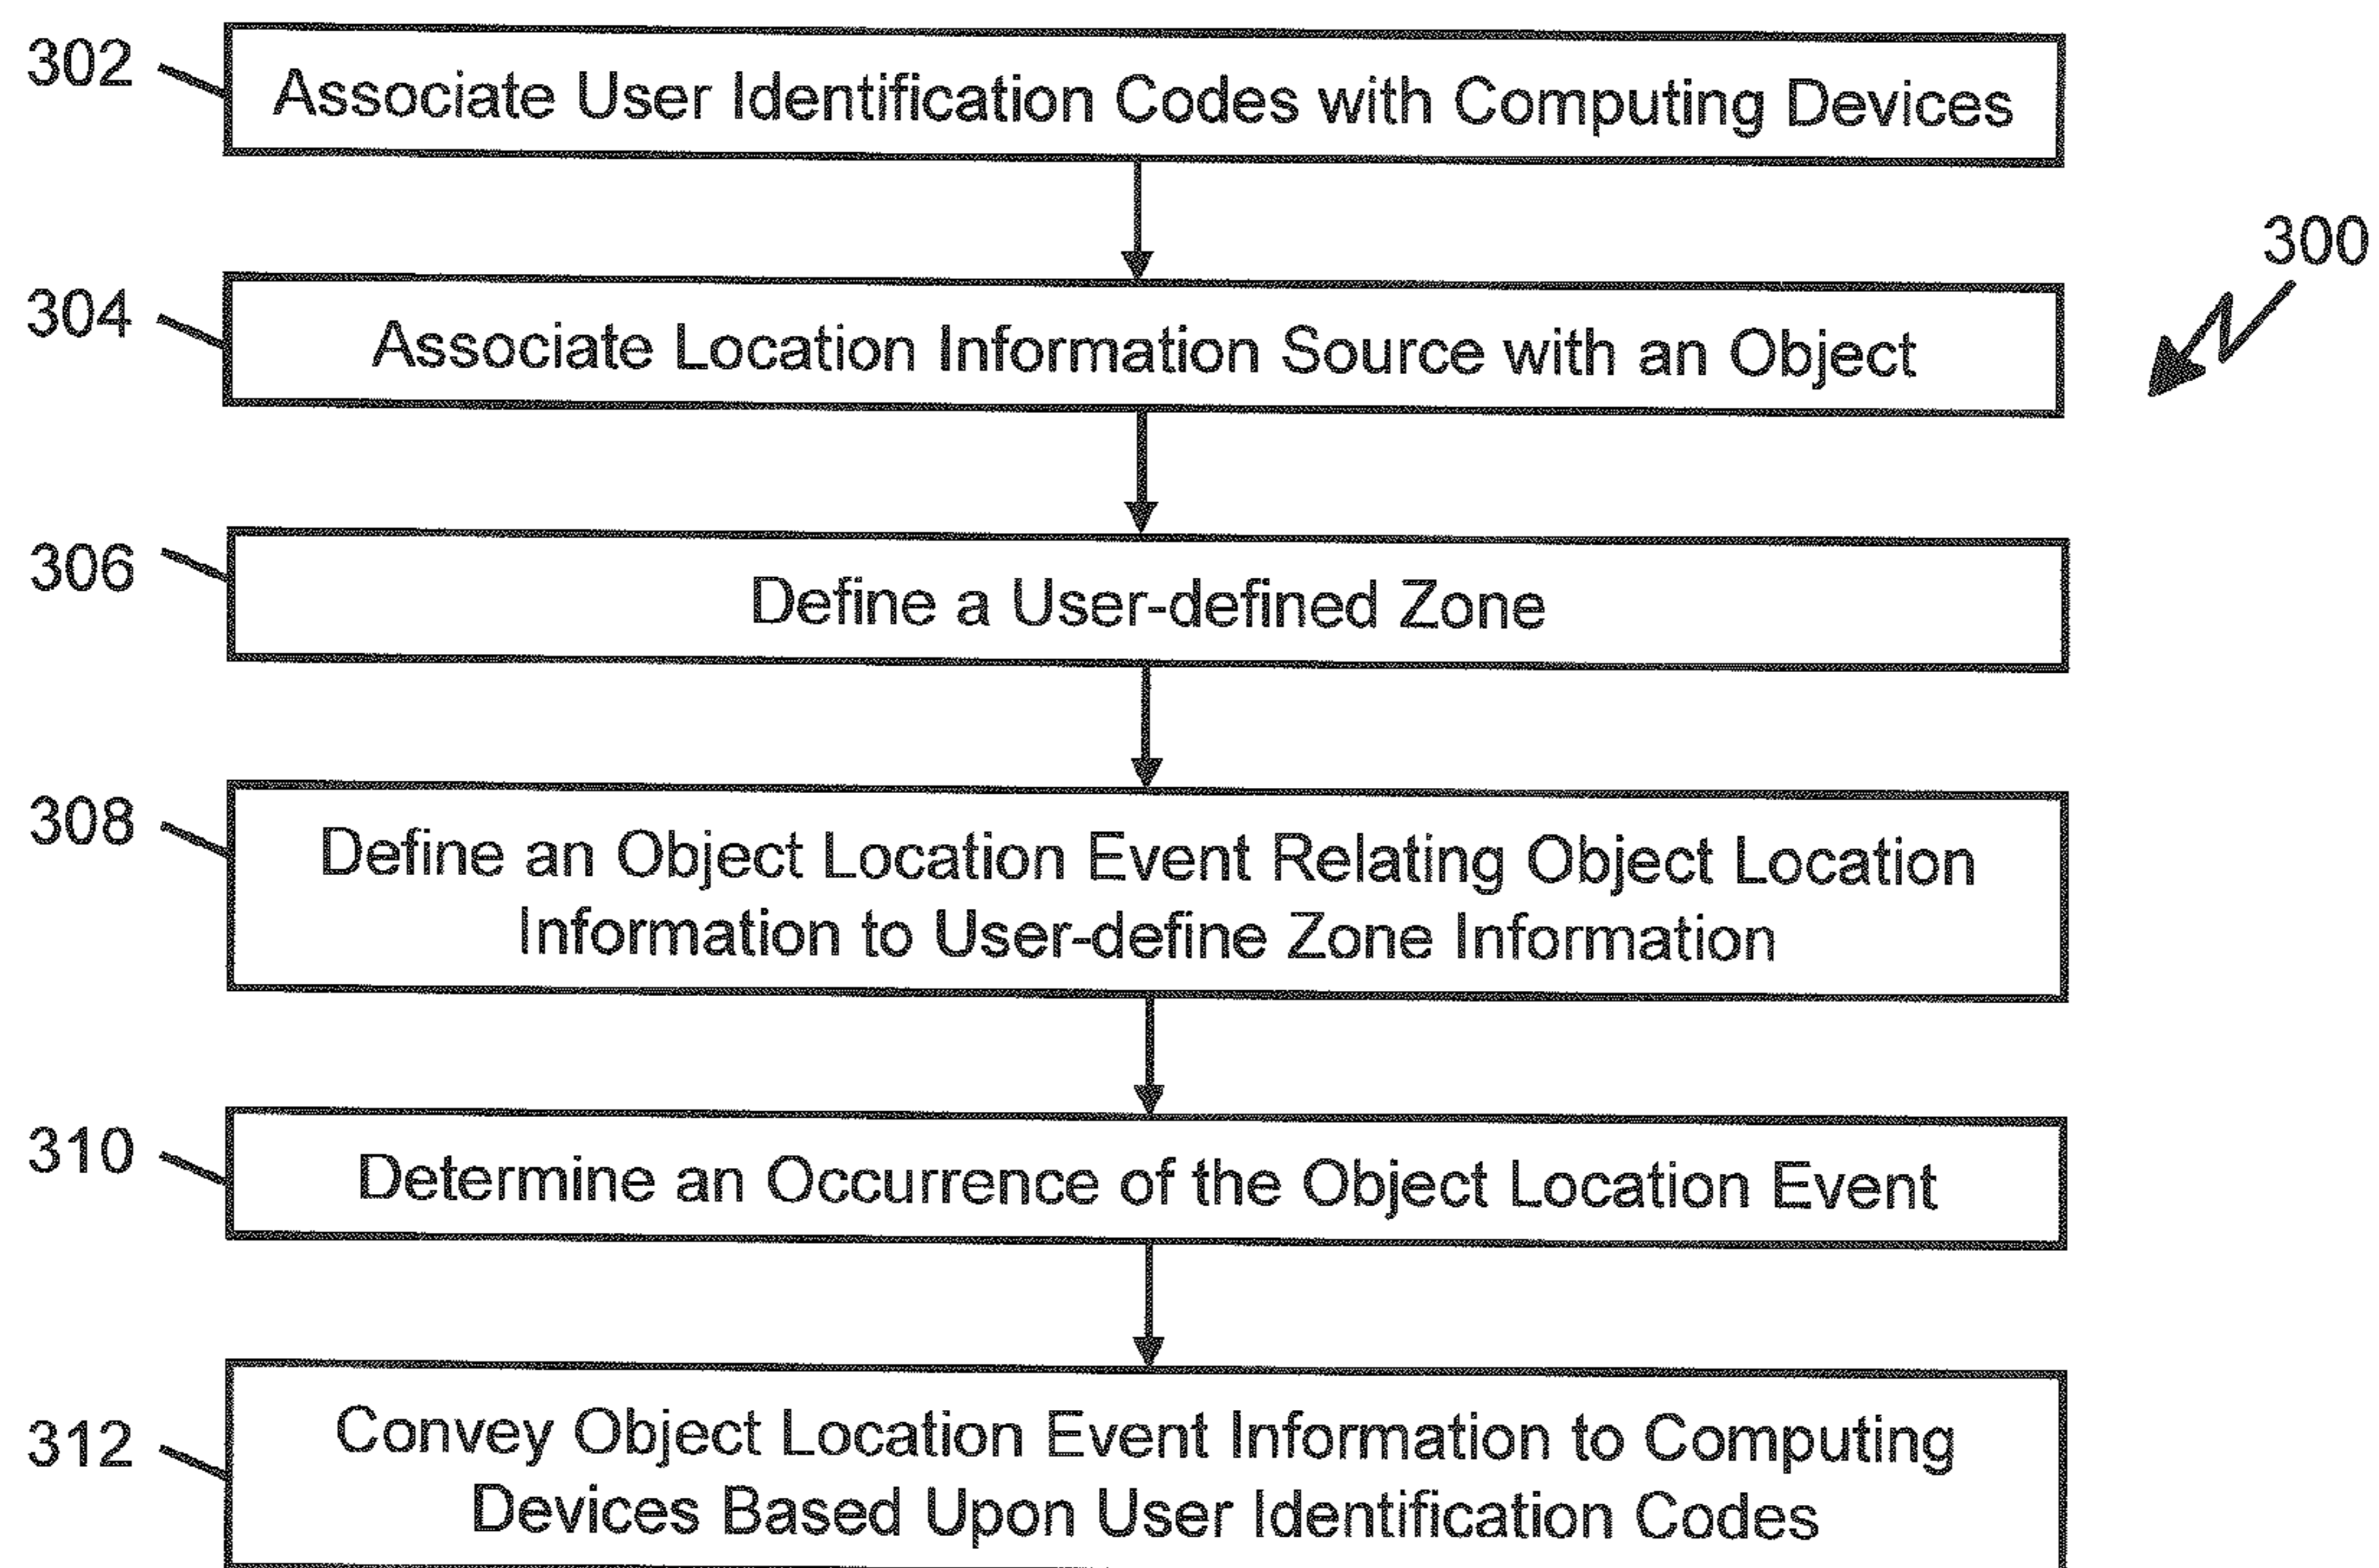 302
Associate User Identification Codes with Computing Devices
300
304
Associate Location Information Source with an Object
306
Define a User-defined Zone
308
Define an Object Location Event Relating Object Location
Information to User-define Zone Information
310
Determine an Occurrence of the Object Location Event
312
Convey Object Location Event Information to Computing
Devices Based Upon User Identification Codes